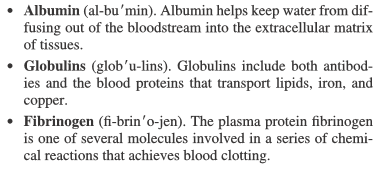 • Albumin (al-bu′min). Albumin helps keep water from dif-
fusing out of the bloodstream into the extracellular matrix
of tissues.
• Globulins (glob′u-lins). Globulins include both antibod-
ies and the blood proteins that transport lipids, iron, and
copper.
• Fibrinogen (fi-brin′o-jen). The plasma protein fibrinogen
is one of several molecules involved in a series of chemi-
cal reactions that achieves blood clotting.